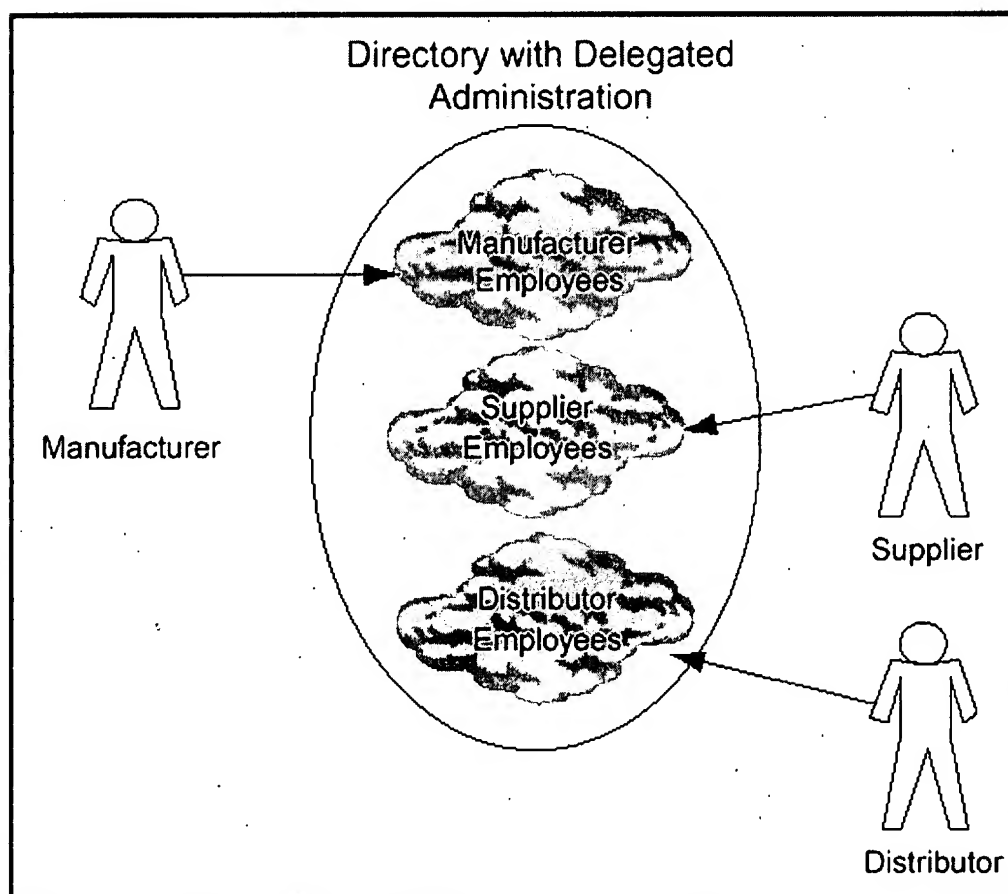 Directory with Delegated
Administration
Manufacturer
Employees
Manufacturer
Supplier
Employees
Supplier
Distributor
Employees
Distributor